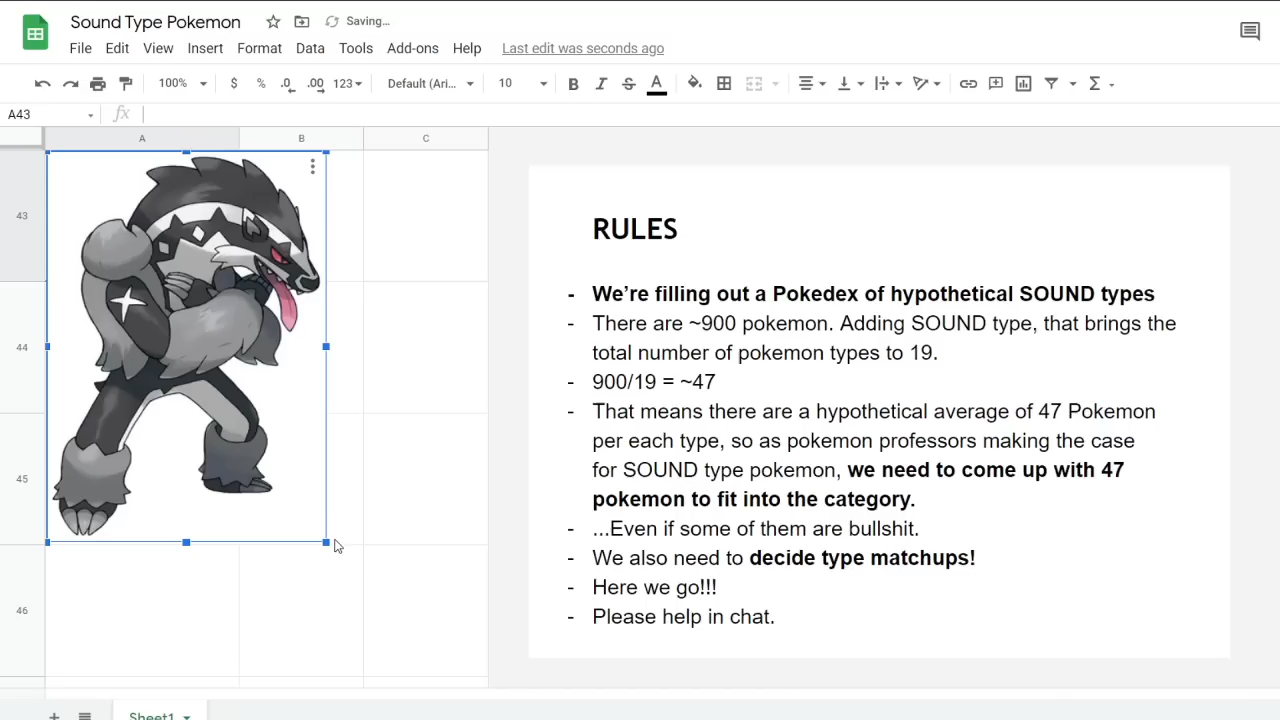 Sound Type Pokemon
Saving...
File Edit View Insert Format Data Tools Add-ons Help Last edit was seconds ago
100% $ % .0 .00 123 Default (Ari... 10 B I S A Σ
A43 fx
A B C
43
44
45
46
RULES
- We’re filling out a Pokedex of hypothetical SOUND types
- There are ~900 pokemon. Adding SOUND type, that brings the
total number of pokemon types to 19.
- 900/19 = ~47
- That means there are a hypothetical average of 47 Pokemon
per each type, so as pokemon professors making the case
for SOUND type pokemon, we need to come up with 47
pokemon to fit into the category.
- ...Even if some of them are bullshit.
- We also need to decide type matchups!
- Here we go!!!
- Please help in chat.
+ Sheet1